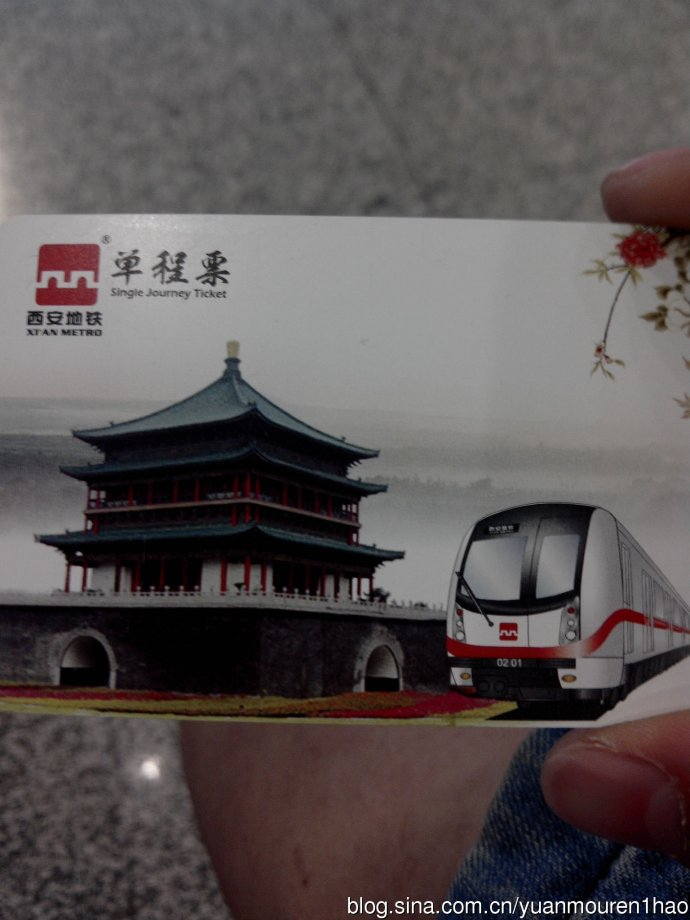 ®
单程票
Single Journey Ticket
西安地铁
XI'AN METRO
02 01
blog.sina.com.cn/yuanmouren1hao